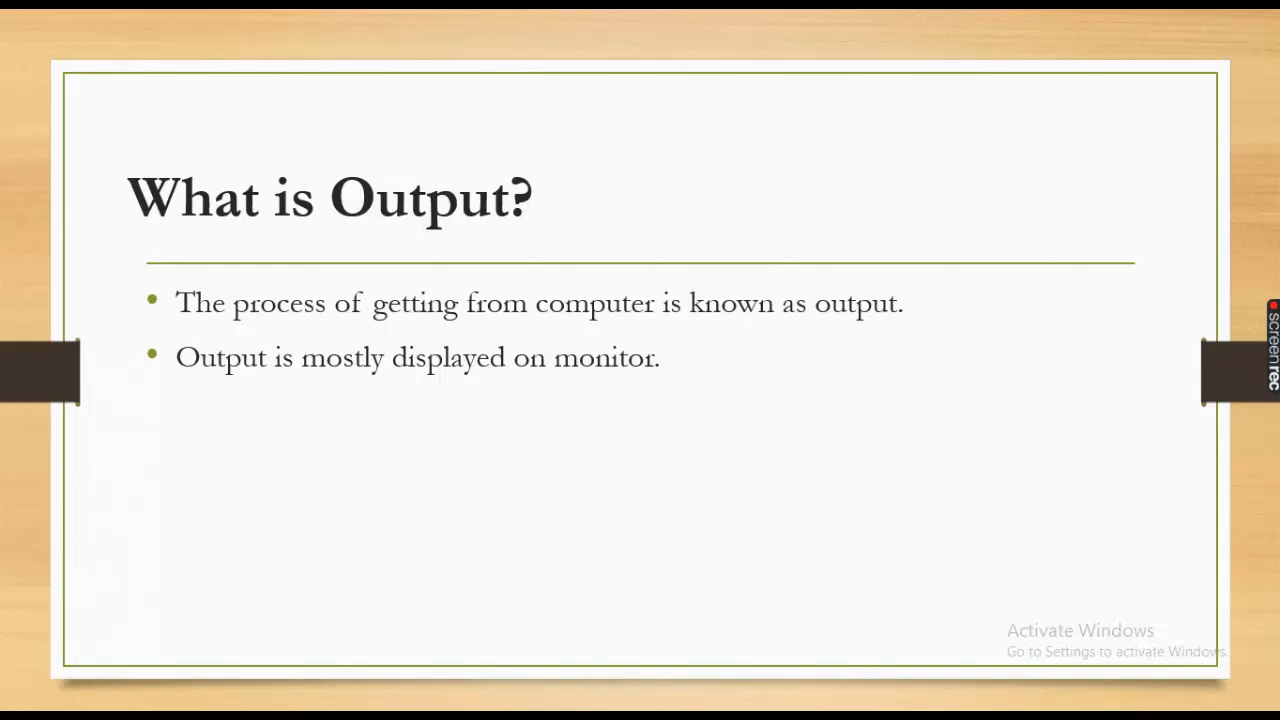 What is Output?
• The process of getting from computer is known as output.
• Output is mostly displayed on monitor.
screenrec
Activate Windows
Go to Settings to activate Windows.